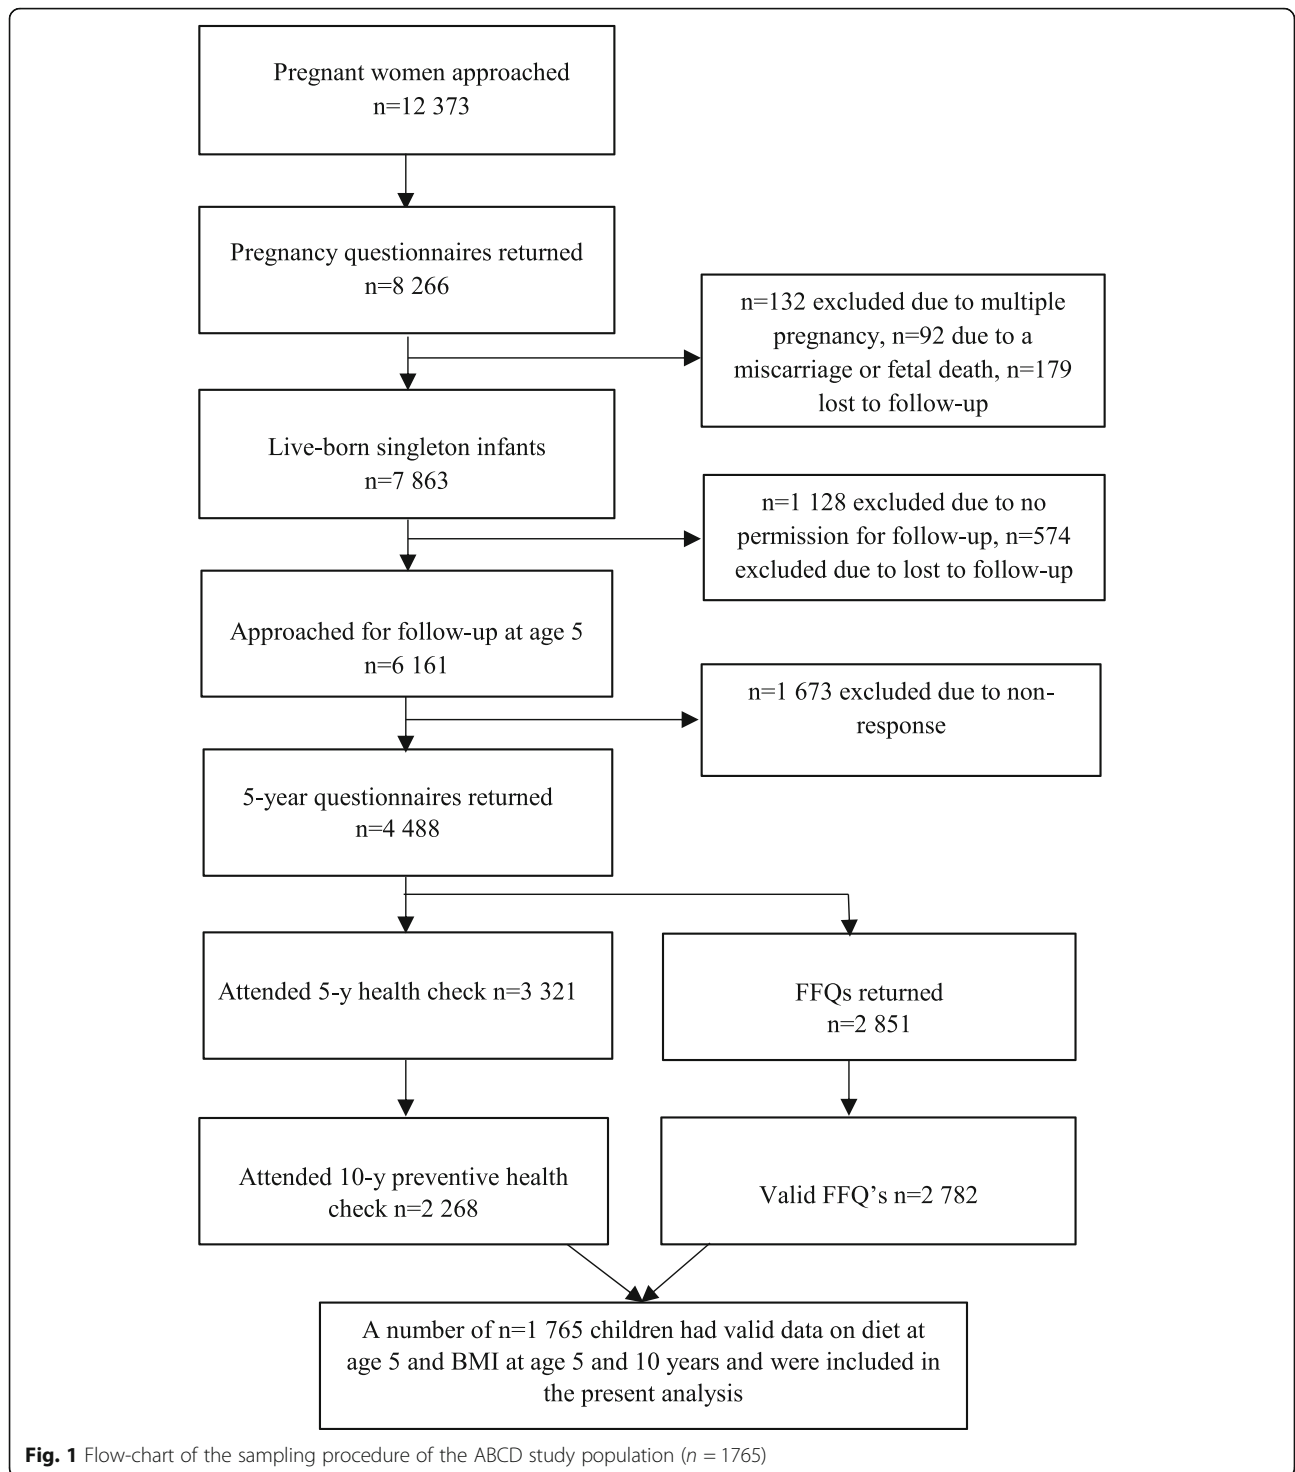 Pregnant women approached
n=12 373
Pregnancy questionnaires returned
n=8 266
n=132 excluded due to multiple
pregnancy, n=92 due to a
miscarriage or fetal death, n=179
lost to follow-up
Live-born singleton infants
n=7 863
n=1 128 excluded due to no
permission for follow-up, n=574
excluded due to lost to follow-up
Approached for follow-up at age 5
n=6 161
n=1 673 excluded due to non-
response
5-year questionnaires returned
n=4 488
Attended 5-y health check n=3 321
FFQs returned
n=2 851
Attended 10-y preventive health
check n=2 268
Valid FFQ’s n=2 782
A number of n=1 765 children had valid data on diet at
age 5 and BMI at age 5 and 10 years and were included in
the present analysis
Fig. 1 Flow-chart of the sampling procedure of the ABCD study population (n = 1765)